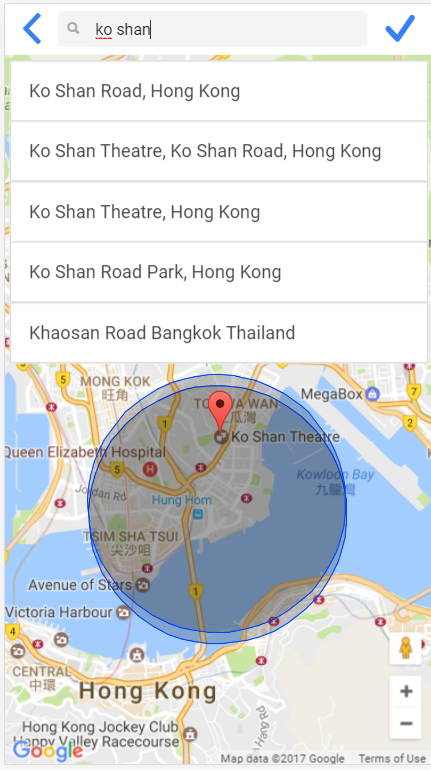 ko shan
Ko Shan Road, Hong Kong
Ko Shan Theatre, Ko Shan Road, Hong Kong
Ko Shan Theatre, Hong Kong
Ko Shan Road Park, Hong Kong
Khaosan Road Bangkok Thailand
5
MONG KOK
旺角
5
MegaBox
7
2
1
瓜灣
Ko Shan Theatre
Queen Elizabeth Hospital
5
H
Kowloon Bay
九龍灣
Jordan Rd
Hung Hom
TSIM SHA TSUI
尖沙咀
Avenue of Stars
1
Victoria Harbour
4
CENTRAL
中環
Hong Kong
Hong Kong Jockey Club
Happy Valley Racecourse
Google
Map data ©2017 Google
Terms of Use